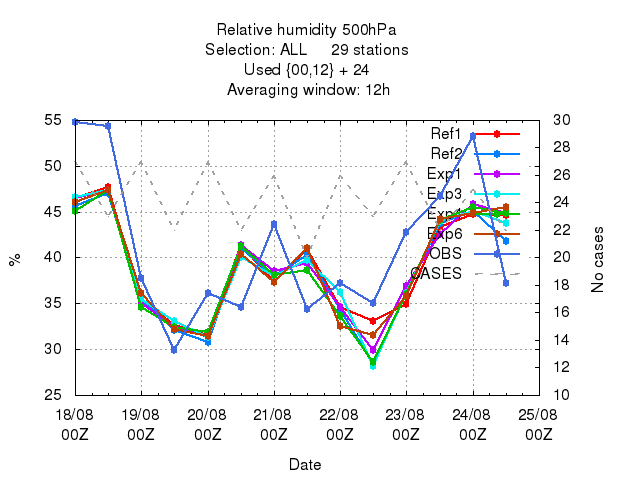 Relative humidity 500hPa
Selection: ALL 29 stations
Used {00,12} + 24
Averaging window: 12h
55
50
45
40
35
30
25
%
30
28
26
24
22
20
18
16
14
12
10
No cases
Ref1
Ref2
Exp1
Exp3
Exp4
Exp6
OBS
CASES
18/08 19/08 20/08 21/08 22/08 23/08 24/08 25/08
00Z 00Z 00Z 00Z 00Z 00Z 00Z 00Z
Date